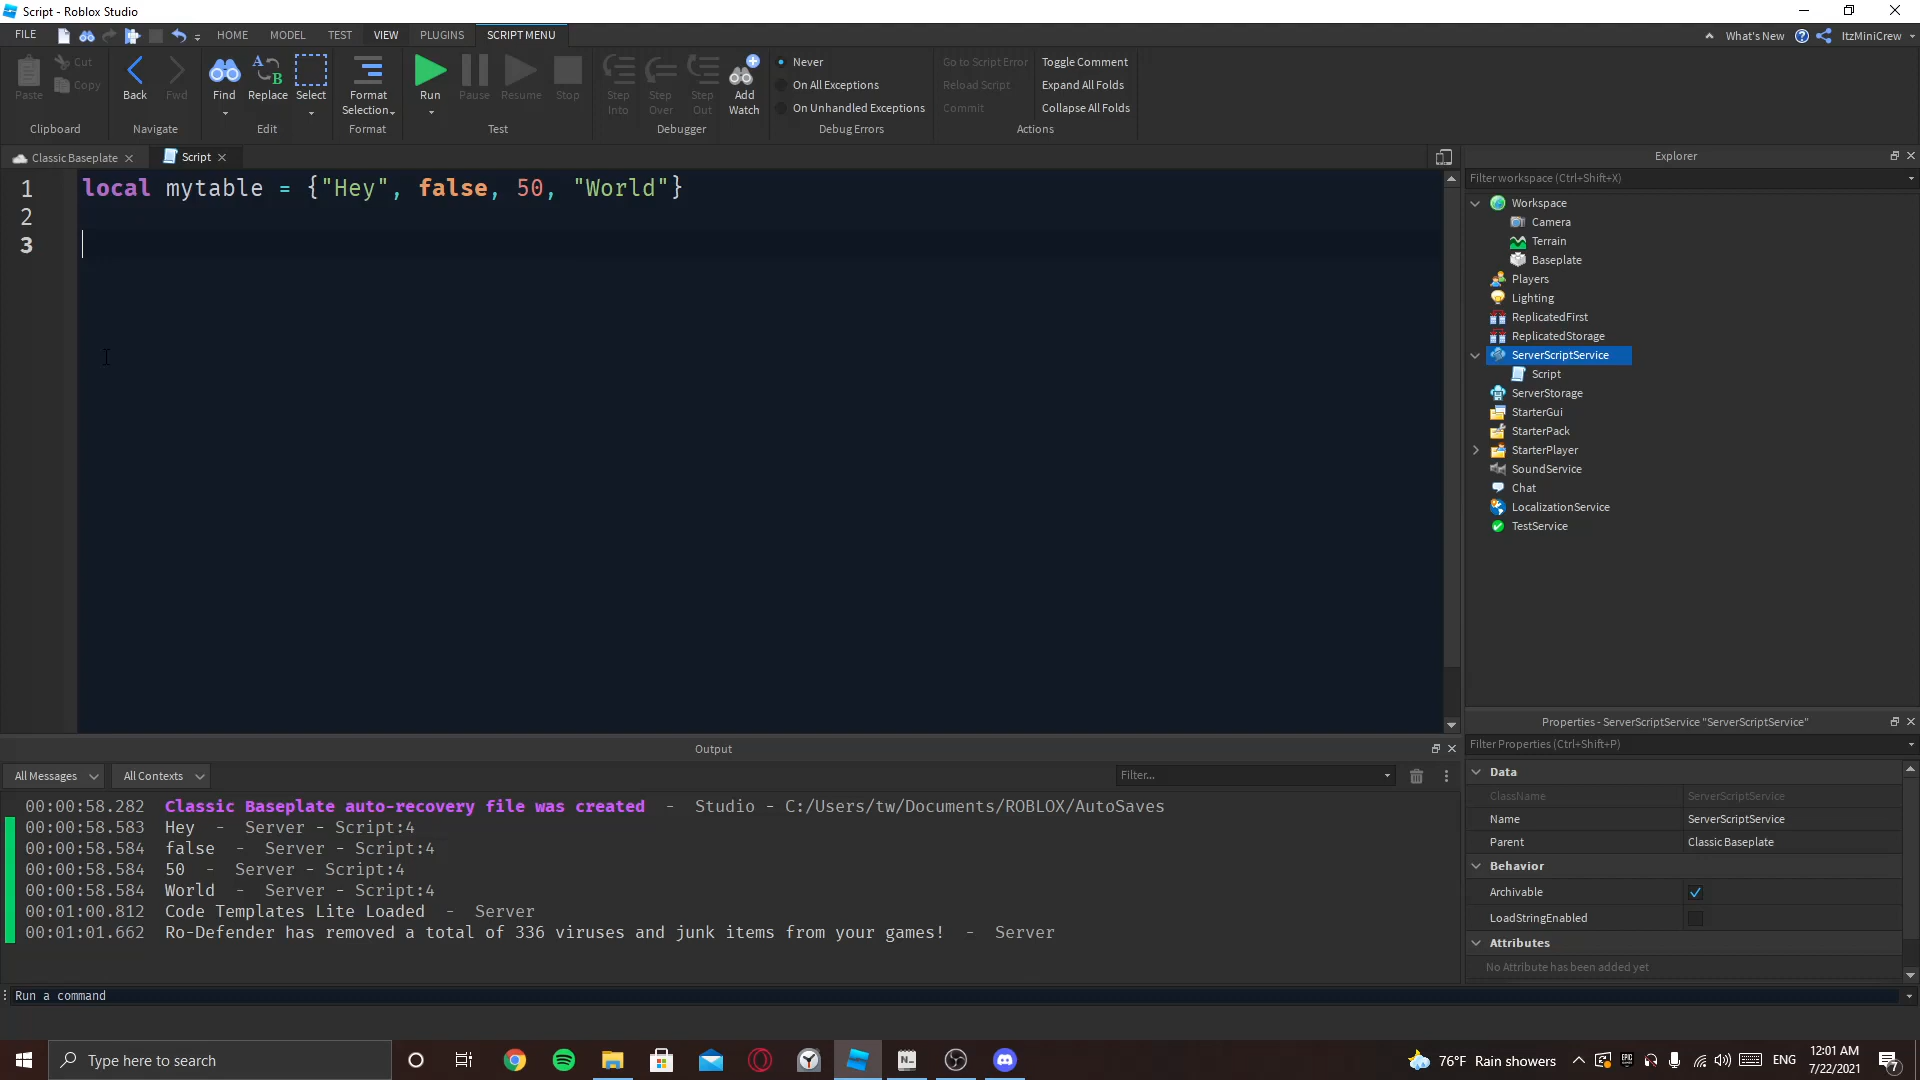 Script - Roblox Studio
FILE
HOME
MODEL
TEST
VIEW
PLUGINS
SCRIPT MENU
What's New
ItzMiniCrew
Paste
Cut
Copy
Clipboard
Back
Fwd
Navigate
Find
Replace
Select
Edit
Format
Selection
Format
Run
Pause
Resume
Stop
Test
Step
Into
Step
Over
Step
Out
Add
Watch
Debugger
Never
On All Exceptions
On Unhandled Exceptions
Debug Errors
Go to Script Error
Reload Script
Commit
Toggle Comment
Expand All Folds
Collapse All Folds
Actions
Classic Baseplate
Script
1 local mytable = {"Hey", false, 50, "World"}
2
3
Explorer
Filter workspace (Ctrl+Shift+X)
Workspace
Camera
Terrain
Baseplate
Players
Lighting
ReplicatedFirst
ReplicatedStorage
ServerScriptService
Script
ServerStorage
StarterGui
StarterPack
StarterPlayer
SoundService
Chat
LocalizationService
TestService
Properties - ServerScriptService "ServerScriptService"
Filter Properties (Ctrl+Shift+P)
Data
ClassName ServerScriptService
Name ServerScriptService
Parent Classic Baseplate
Behavior
Archivable
LoadStringEnabled
Attributes
No Attribute has been added yet
Output
All Messages
All Contexts
Filter...
00:00:58.282 Classic Baseplate auto-recovery file was created - Studio - C:/Users/tw/Documents/ROBLOX/AutoSaves
00:00:58.583 Hey - Server - Script:4
00:00:58.584 false - Server - Script:4
00:00:58.584 50 - Server - Script:4
00:00:58.584 World - Server - Script:4
00:01:00.812 Code Templates Lite Loaded - Server
00:01:01.662 Ro-Defender has removed a total of 336 viruses and junk items from your games! - Server
Run a command
Type here to search
76°F Rain showers
ENG
12:01 AM
7/22/2021
7